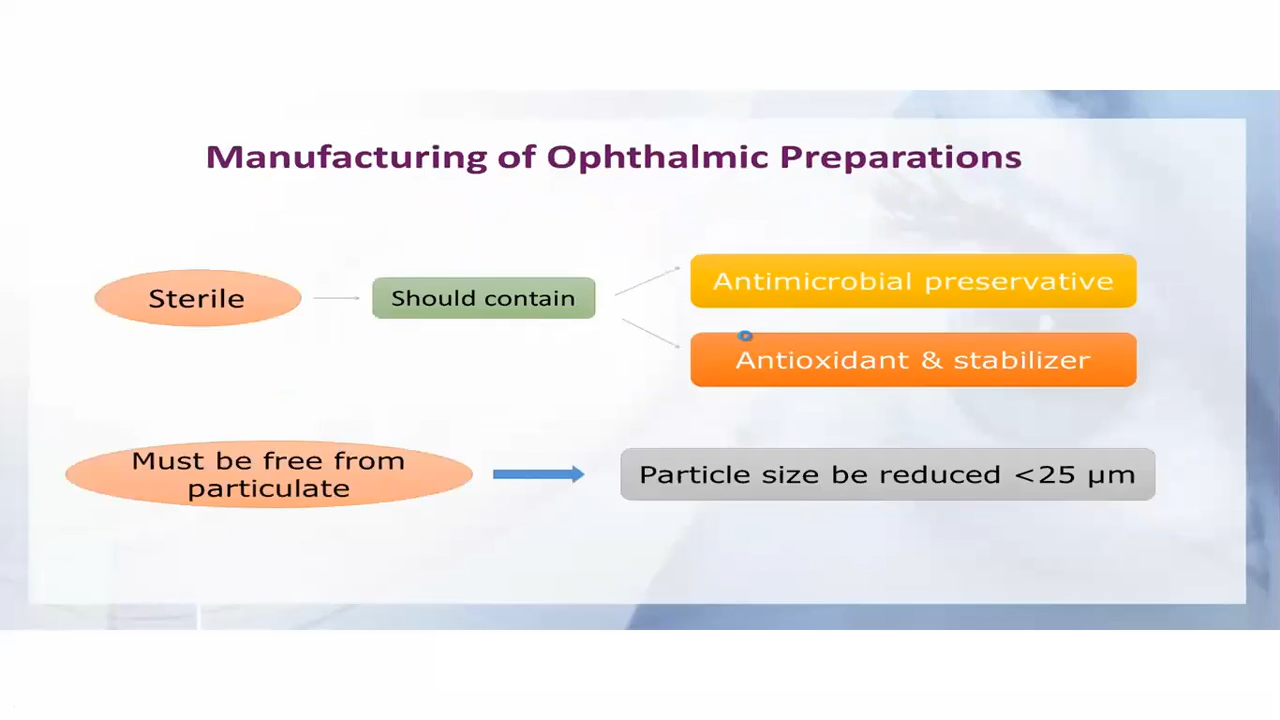 Manufacturing of Ophthalmic Preparations
Sterile
Should contain
Antimicrobial preservative
Antioxidant & stabilizer
Must be free from
particulate
Particle size be reduced <25 µm